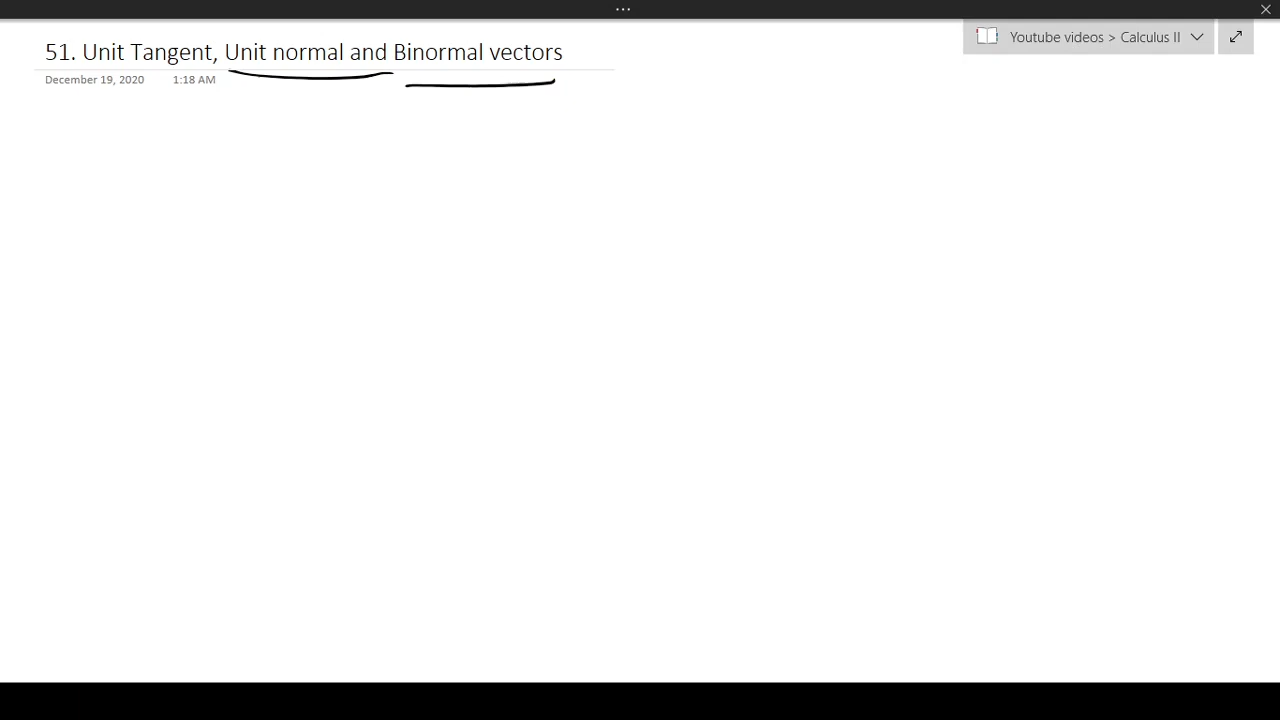 51. Unit Tangent, Unit normal and Binormal vectors
December 19, 2020 1:18 AM
Youtube videos > Calculus II